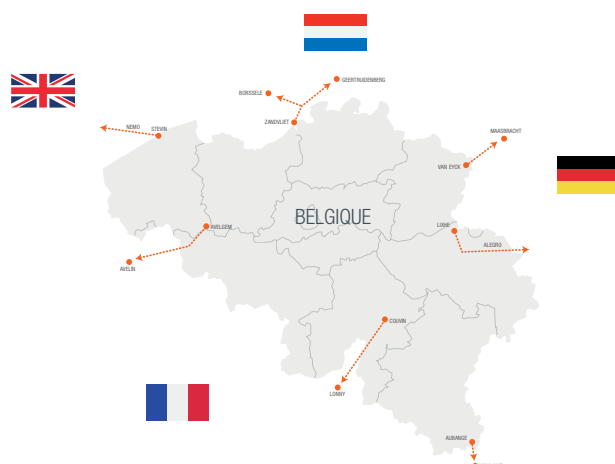 GEERTRUIDENBERG
BORSSELE
ZANDVLIET
NEMO
STEVIN
MAASBRACHT
VAN EYCK
BELGIQUE
AVELGEM
LIXHE
ALEGRO
AVELIN
COUVIN
LONNY
AUBANGE